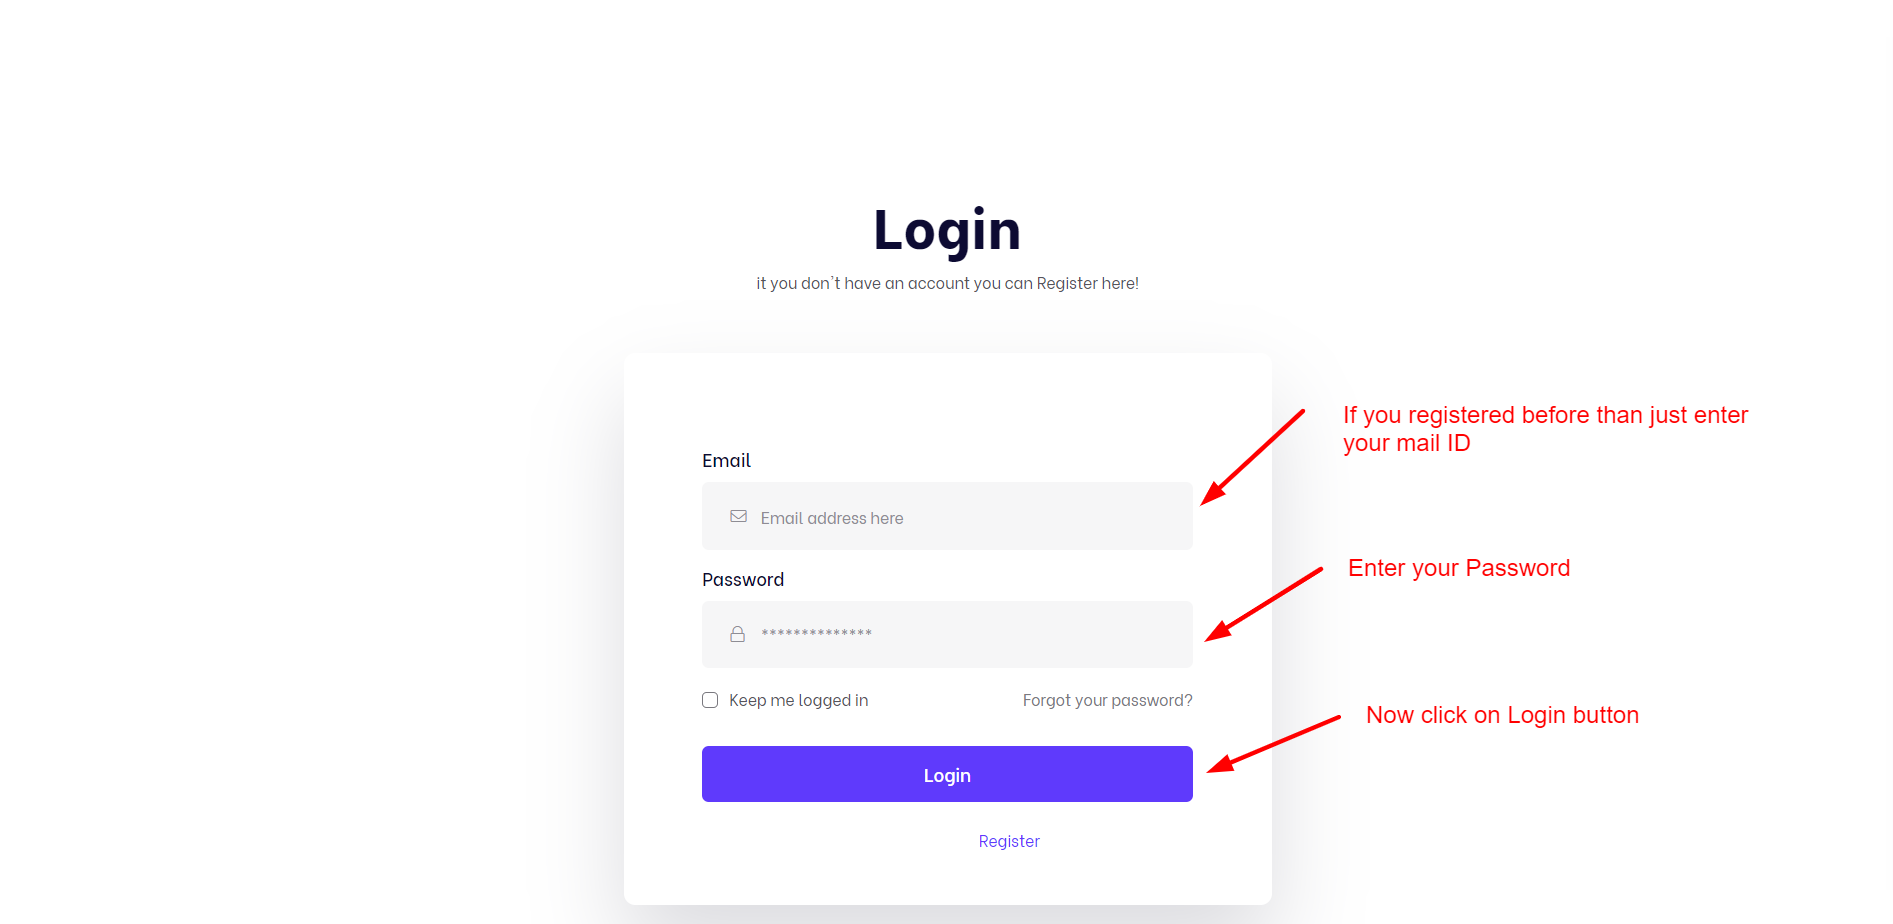 Login
it you don't have an account you can Register here!
If you registered before than just enter
your mail ID
Email
Email address here
Enter your Password
Password
**************
Keep me logged in
Forgot your password?
Now click on Login button
Login
Register